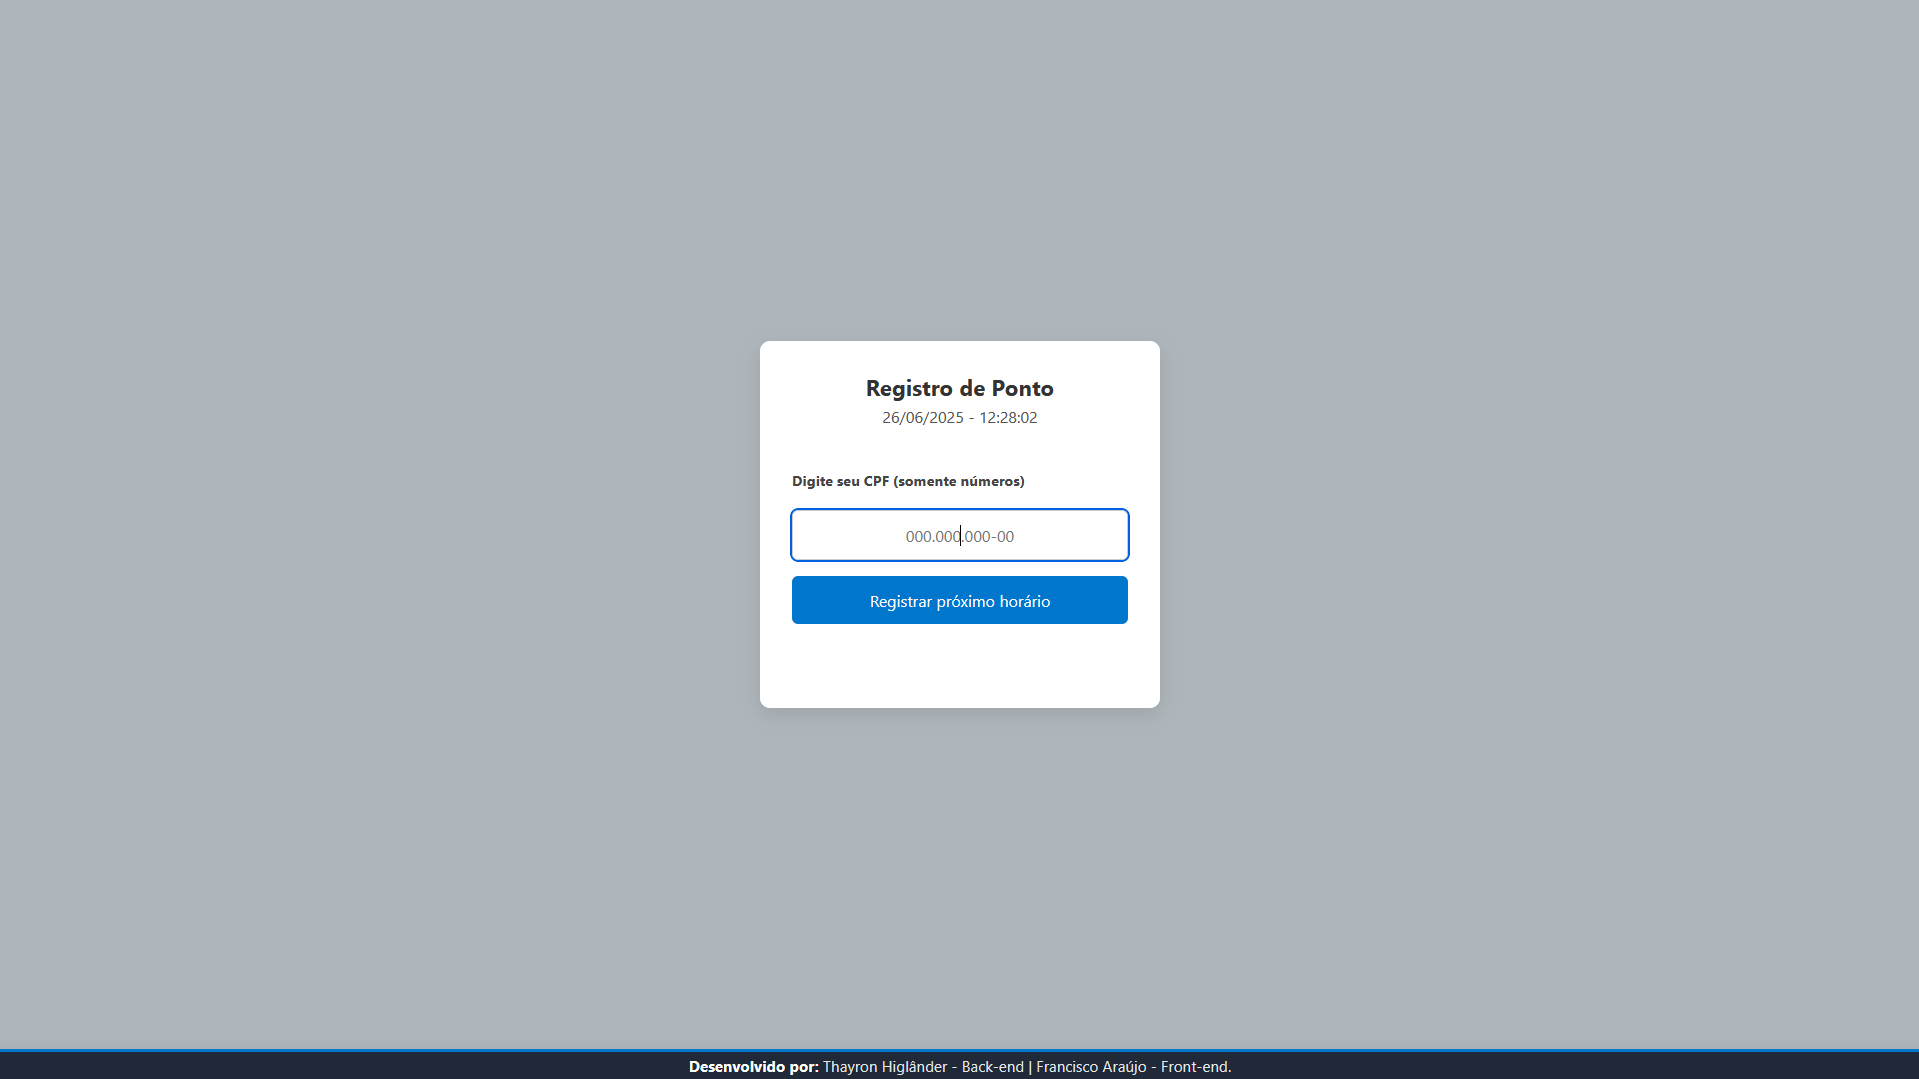 Registro de Ponto
26/06/2025 - 12:28:02
Digite seu CPF (somente números)
000.000.000-00
Registrar próximo horário
Desenvolvido por: Thayron Higlânder - Back-end | Francisco Araújo - Front-end.